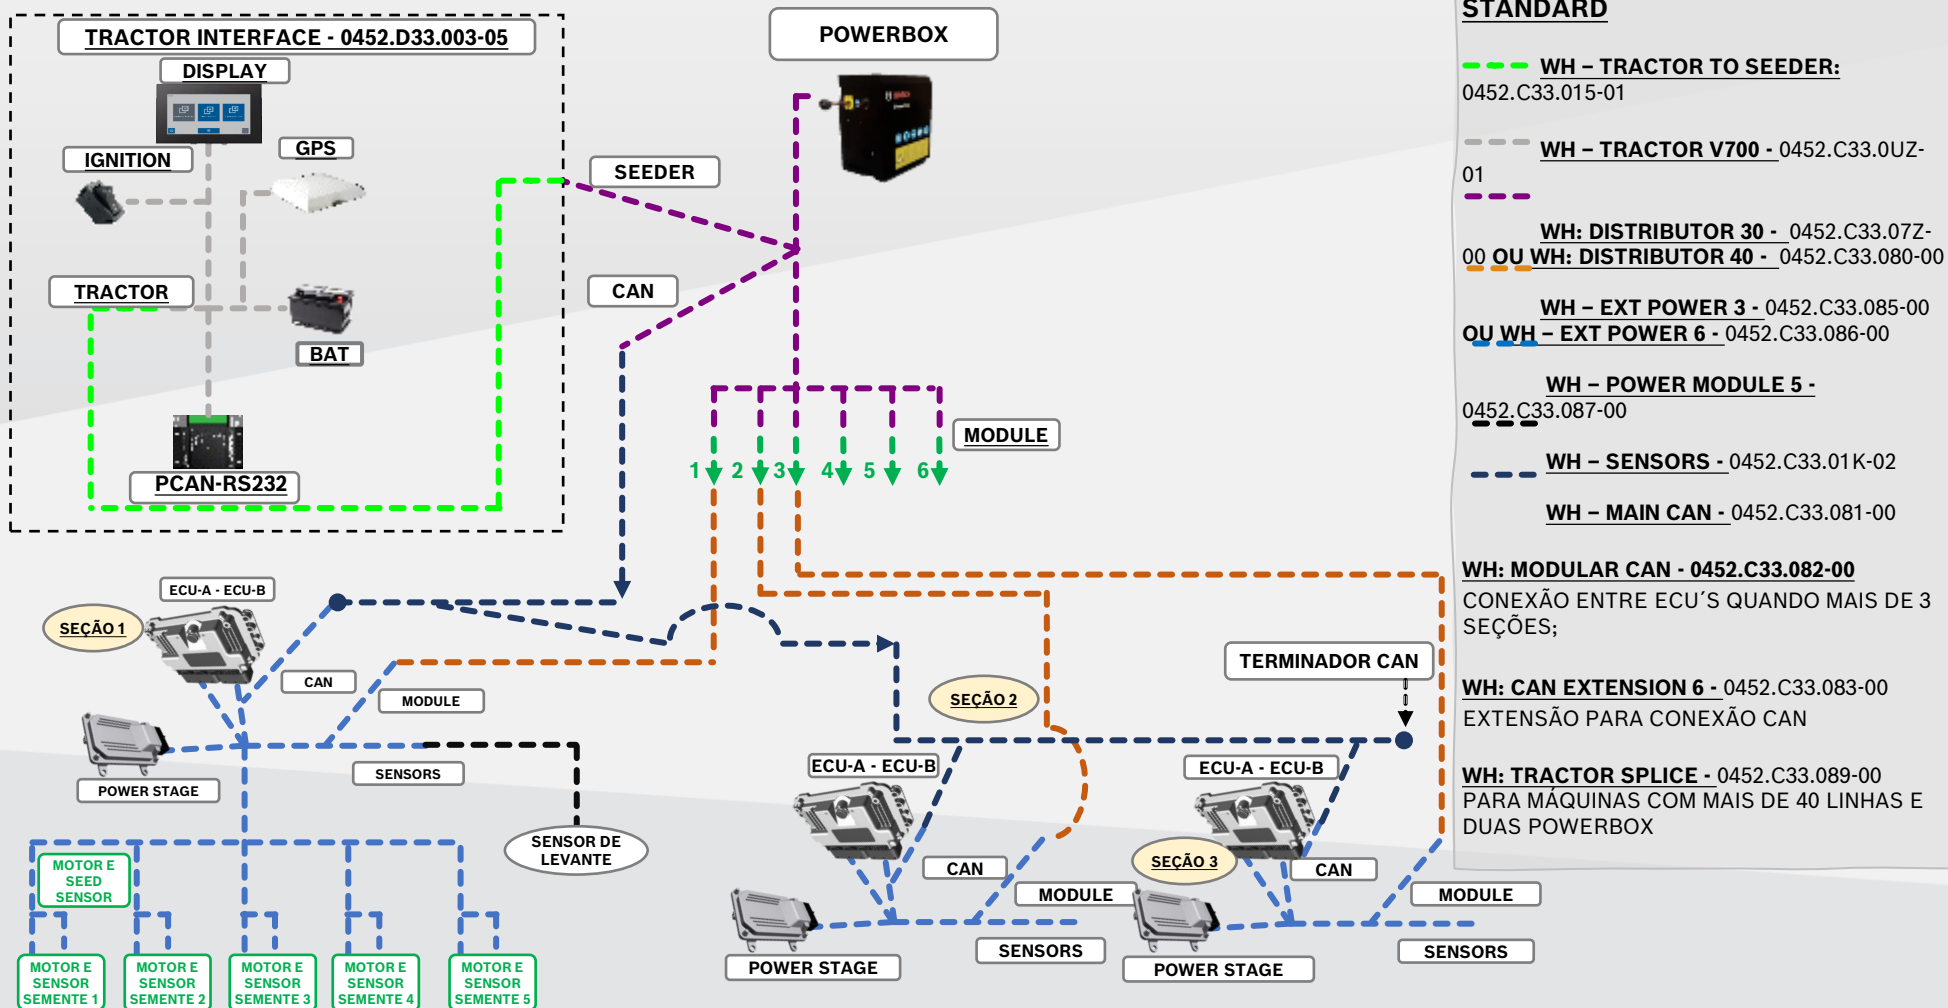 TRACTOR INTERFACE - 0452.D33.003-05
DISPLAY
IGNITION
GPS
TRACTOR
BAT
PCAN-RS232
POWERBOX
SEEDER
CAN
MODULE
1
2
3
4
5
6
ECU-A - ECU-B
SEÇÃO 1
CAN
MODULE
POWER STAGE
SENSORS
SENSOR DE
LEVANTE
MOTOR E
SEED
SENSOR
MOTOR E
SENSOR
SEMENTE 1
MOTOR E
SENSOR
SEMENTE 2
MOTOR E
SENSOR
SEMENTE 3
MOTOR E
SENSOR
SEMENTE 4
MOTOR E
SENSOR
SEMENTE 5
SEÇÃO 2
ECU-A - ECU-B
CAN
MODULE
SENSORS
POWER STAGE
TERMINADOR CAN
ECU-A - ECU-B
SEÇÃO 3
CAN
MODULE
SENSORS
POWER STAGE
STANDARD
WH – TRACTOR TO SEEDER:
0452.C33.015-01
WH – TRACTOR V700 - 0452.C33.0UZ-
01
WH: DISTRIBUTOR 30 - 0452.C33.07Z-
00 OU WH: DISTRIBUTOR 40 - 0452.C33.080-00
WH – EXT POWER 3 - 0452.C33.085-00
OU WH – EXT POWER 6 - 0452.C33.086-00
WH – POWER MODULE 5 -
0452.C33.087-00
WH – SENSORS - 0452.C33.01K-02
WH – MAIN CAN - 0452.C33.081-00
WH: MODULAR CAN - 0452.C33.082-00
CONEXÃO ENTRE ECU´S QUANDO MAIS DE 3
SEÇÕES;
WH: CAN EXTENSION 6 - 0452.C33.083-00
EXTENSÃO PARA CONEXÃO CAN
WH: TRACTOR SPLICE - 0452.C33.089-00
PARA MÁQUINAS COM MAIS DE 40 LINHAS E
DUAS POWERBOX